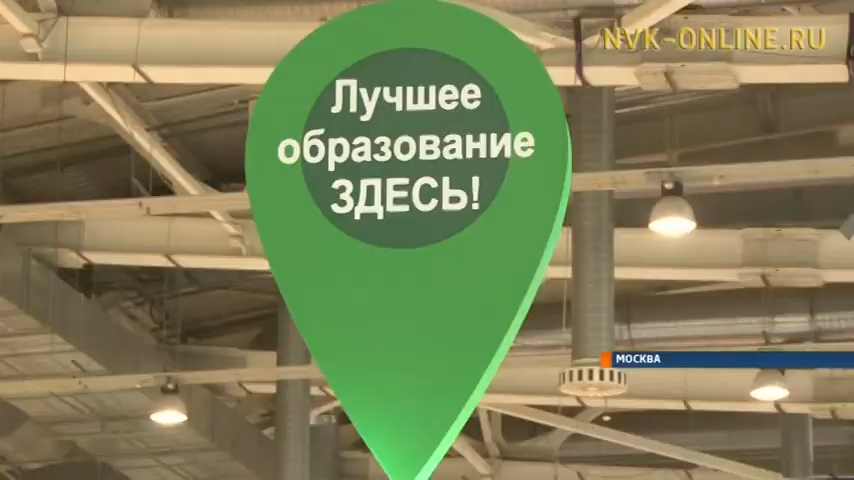 NVK-ONLINE.RU
Лучшее
образование
ЗДЕСЬ!
МОСКВА